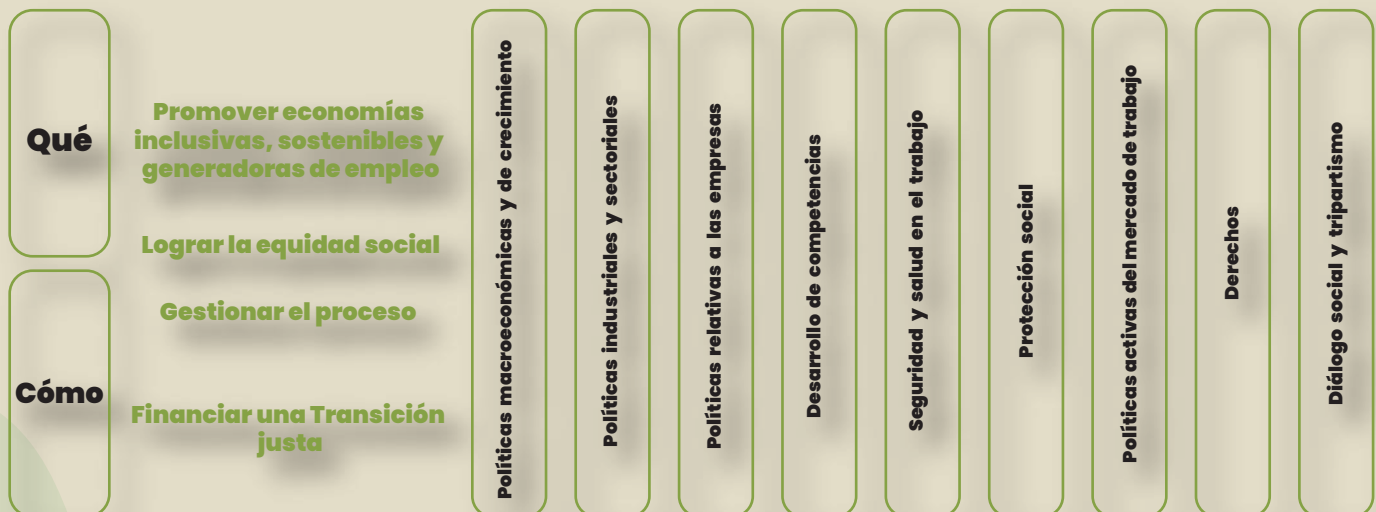 Qué
Promover economías
inclusivas, sostenibles y
generadoras de empleo
Lograr la equidad social
Cómo
Gestionar el proceso
Financiar una Transición
justa
Políticas macroeconómicas y de crecimiento
Políticas industriales y sectoriales
Políticas relativas a las empresas
Desarrollo de competencias
Seguridad y salud en el trabajo
Protección social
Políticas activas del mercado de trabajo
Derechos
Diálogo social y tripartismo